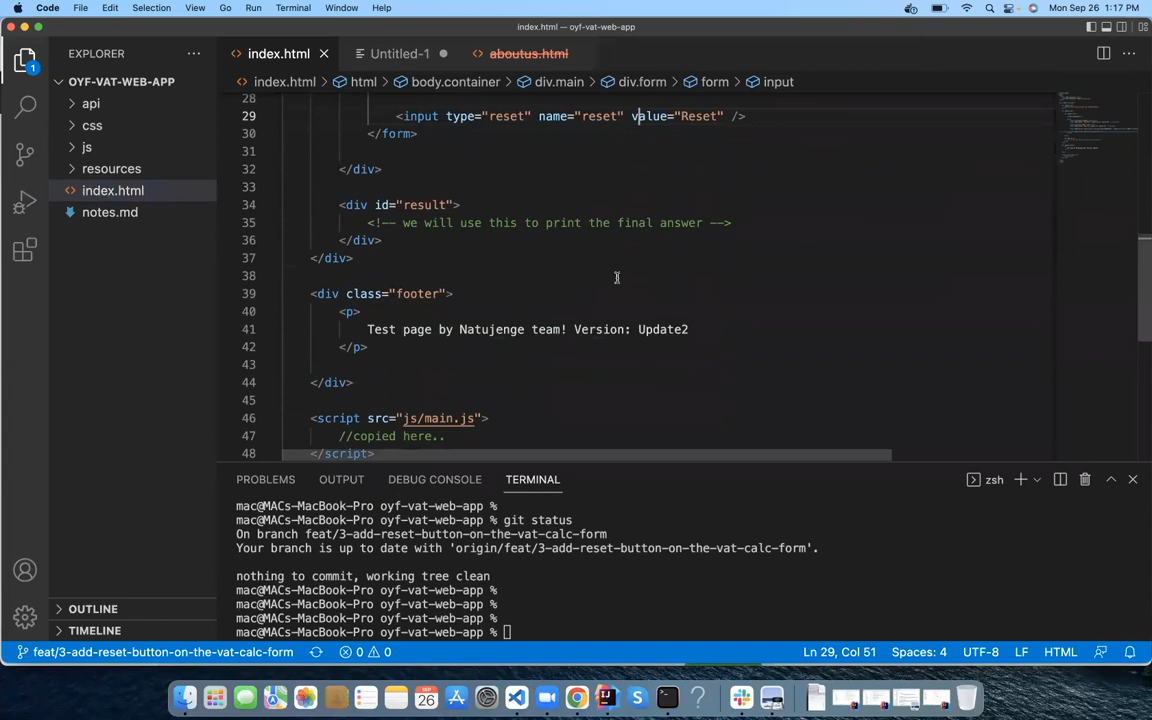 Code File Edit Selection View Go Run Terminal Window Help Mon Sep 26 1:17 PM
index.html — oyf-vat-web-app
EXPLORER
index.html
Untitled-1
aboutus.html
OYF-VAT-WEB-APP
index.html > html > body.container > div.main > div.form > form > input
1
api
css
js
resources
index.html
notes.md
28
29 <input type="reset" name="reset" value="Reset" />
30 </form>
31
32 </div>
33
34 <div id="result">
35 <!-- we will use this to print the final answer -->
36 </div>
37 </div>
38
39 <div class="footer">
40 <p>
41 Test page by Natujenge team! Version: Update2
42 </p>
43
44 </div>
45
46 <script src="js/main.js">
47 //copied here..
48 </script>
PROBLEMS OUTPUT DEBUG CONSOLE TERMINAL zsh
mac@MACs-MacBook-Pro oyf-vat-web-app %
mac@MACs-MacBook-Pro oyf-vat-web-app % git status
On branch feat/3-add-reset-button-on-the-vat-calc-form
Your branch is up to date with 'origin/feat/3-add-reset-button-on-the-vat-calc-form'.
nothing to commit, working tree clean
mac@MACs-MacBook-Pro oyf-vat-web-app %
mac@MACs-MacBook-Pro oyf-vat-web-app %
mac@MACs-MacBook-Pro oyf-vat-web-app %
mac@MACs-MacBook-Pro oyf-vat-web-app %
OUTLINE
TIMELINE
feat/3-add-reset-button-on-the-vat-calc-form 0 0 Ln 29, Col 51 Spaces: 4 UTF-8 LF HTML
SEP
26